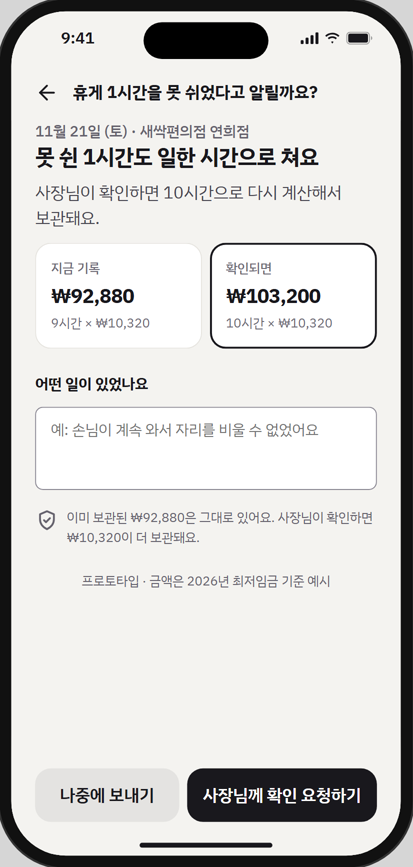 9:41
휴게 1시간을 못 쉬었다고 알릴까요?
11월 21일 (토) · 새싹편의점 연희점
못 쉰 1시간도 일한 시간으로 쳐요
사장님이 확인하면 10시간으로 다시 계산해서
보관돼요.
지금 기록
₩92,880
9시간 × ₩10,320
확인되면
₩103,200
10시간 × ₩10,320
어떤 일이 있었나요
예: 손님이 계속 와서 자리를 비울 수 없었어요
이미 보관된 ₩92,880은 그대로 있어요. 사장님이 확인하면
₩10,320이 더 보관돼요.
프로토타입 · 금액은 2026년 최저임금 기준 예시
나중에 보내기
사장님께 확인 요청하기